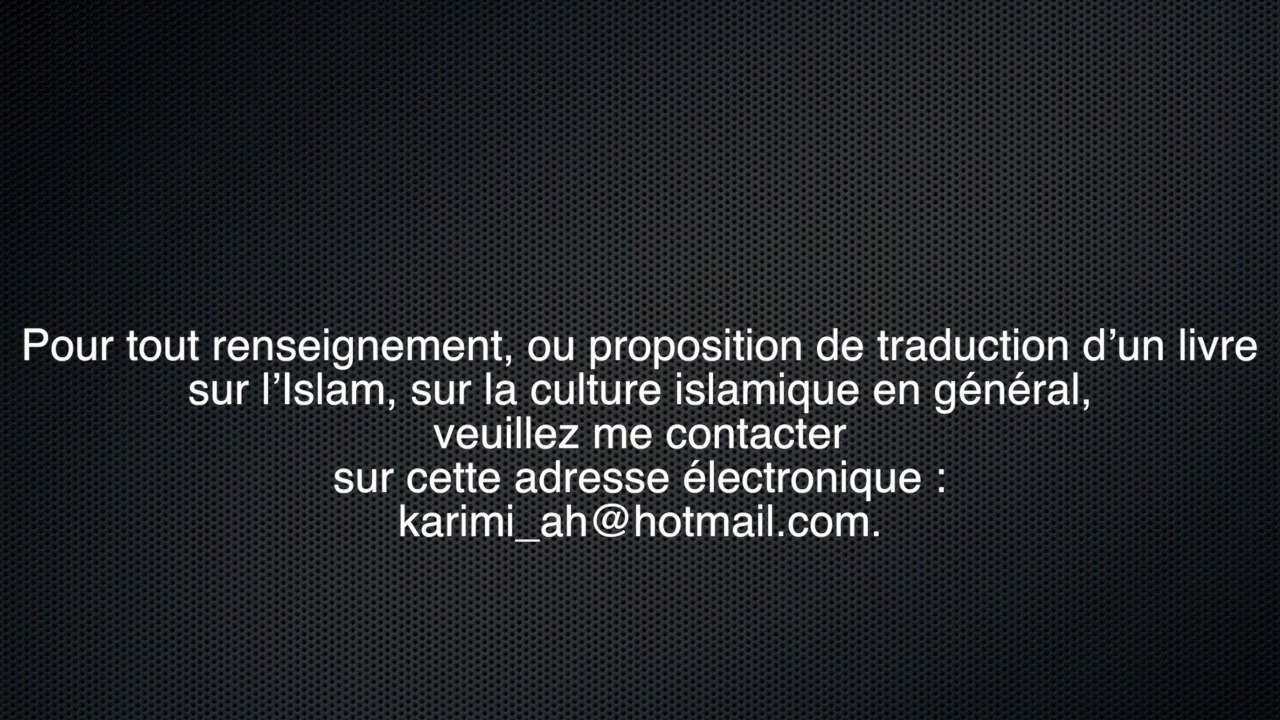 Pour tout renseignement, ou proposition de traduction d’un livre
sur l’Islam, sur la culture islamique en général,
veuillez me contacter
sur cette adresse électronique :
karimi_ah@hotmail.com.